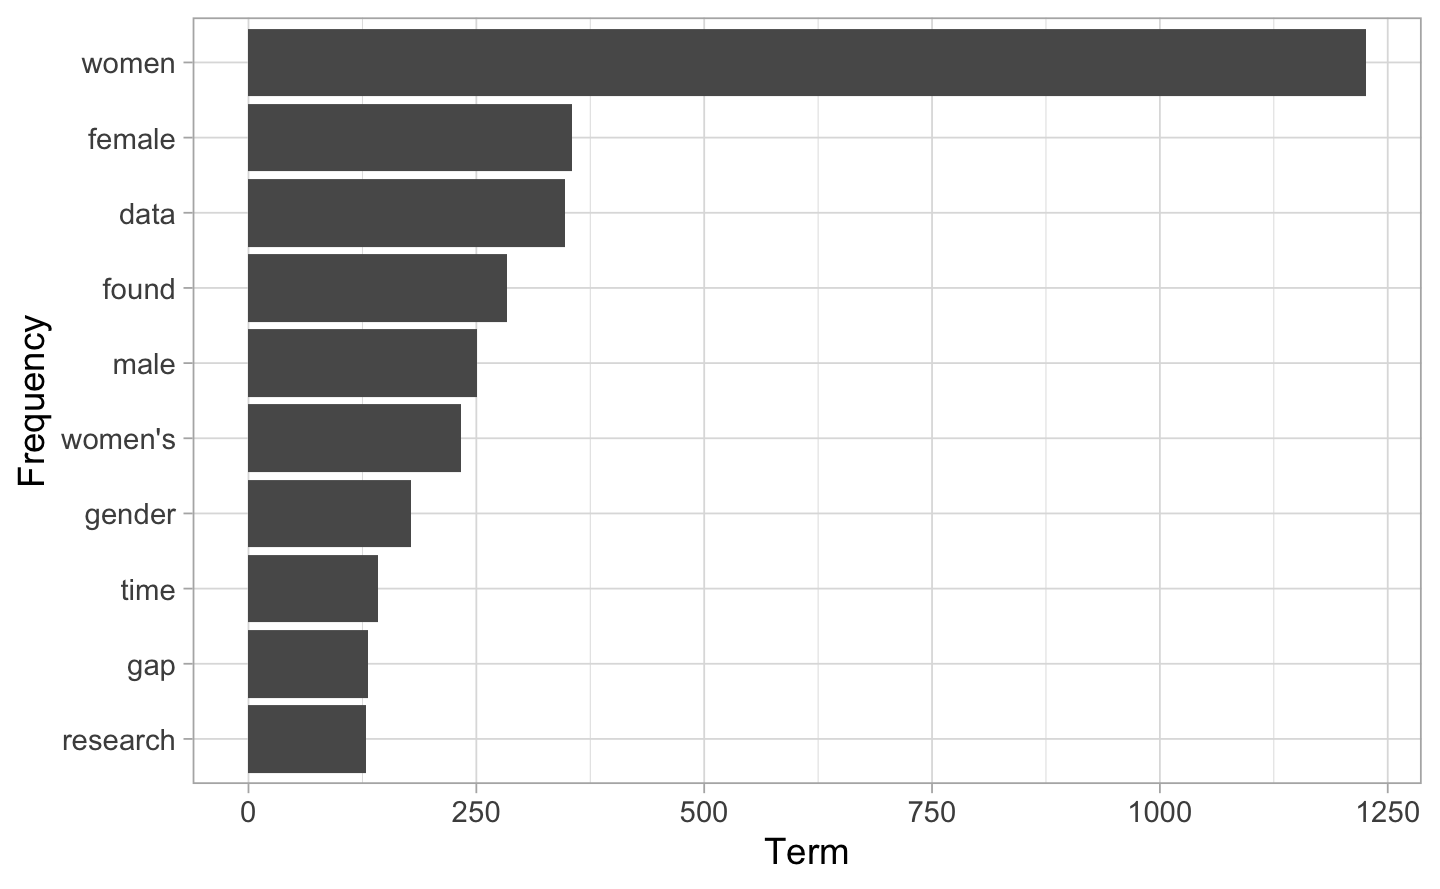 women
female
data
found
male
women's
gender
time
gap
research
Frequency
0 250 500 750 1000 1250
Term